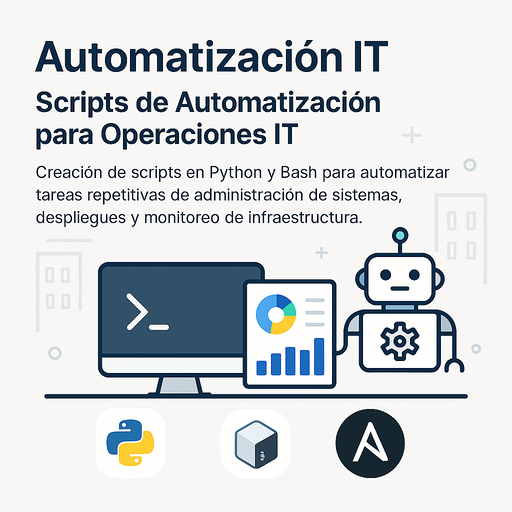 Automatización IT
Scripts de Automatización
para Operaciones IT
Creación de scripts en Python y Bash para automatizar
tareas repetitivas de administración de sistemas,
despliegues y monitoreo de infraestructura.